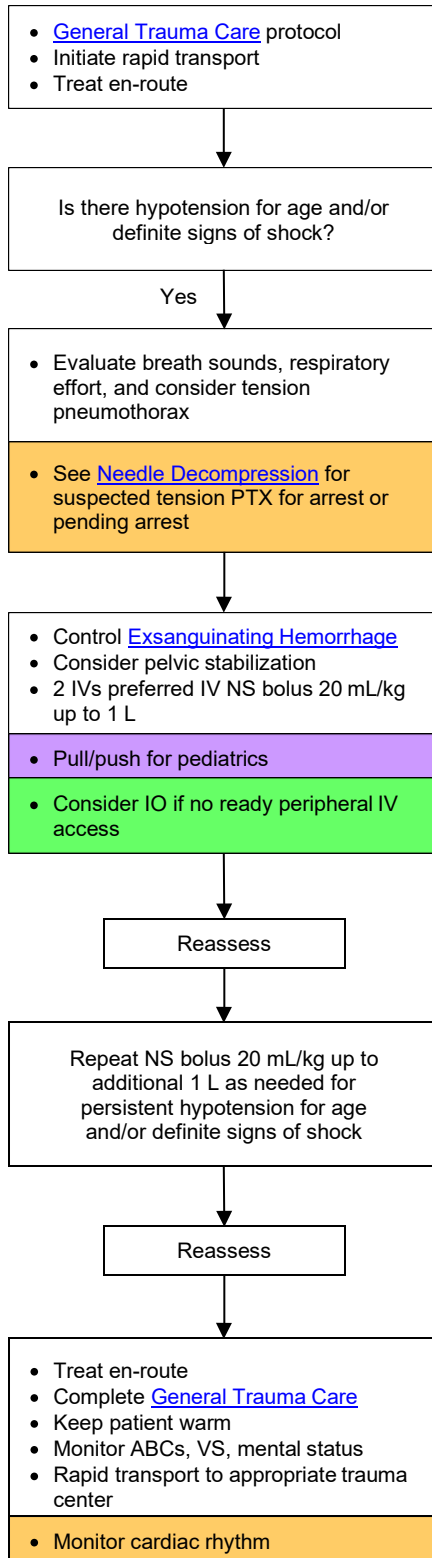 • General Trauma Care protocol
• Initiate rapid transport
• Treat en-route
Is there hypotension for age and/or
definite signs of shock?
Yes
• Evaluate breath sounds, respiratory
effort, and consider tension
pneumothorax
• See Needle Decompression for
suspected tension PTX for arrest or
pending arrest
• Control Exsanguinating Hemorrhage
• Consider pelvic stabilization
• 2 IVs preferred IV NS bolus 20 mL/kg
up to 1 L
• Pull/push for pediatrics
• Consider IO if no ready peripheral IV
access
Reassess
Repeat NS bolus 20 mL/kg up to
additional 1 L as needed for
persistent hypotension for age
and/or definite signs of shock
Reassess
• Treat en-route
• Complete General Trauma Care
• Keep patient warm
• Monitor ABCs, VS, mental status
• Rapid transport to appropriate trauma
center
• Monitor cardiac rhythm